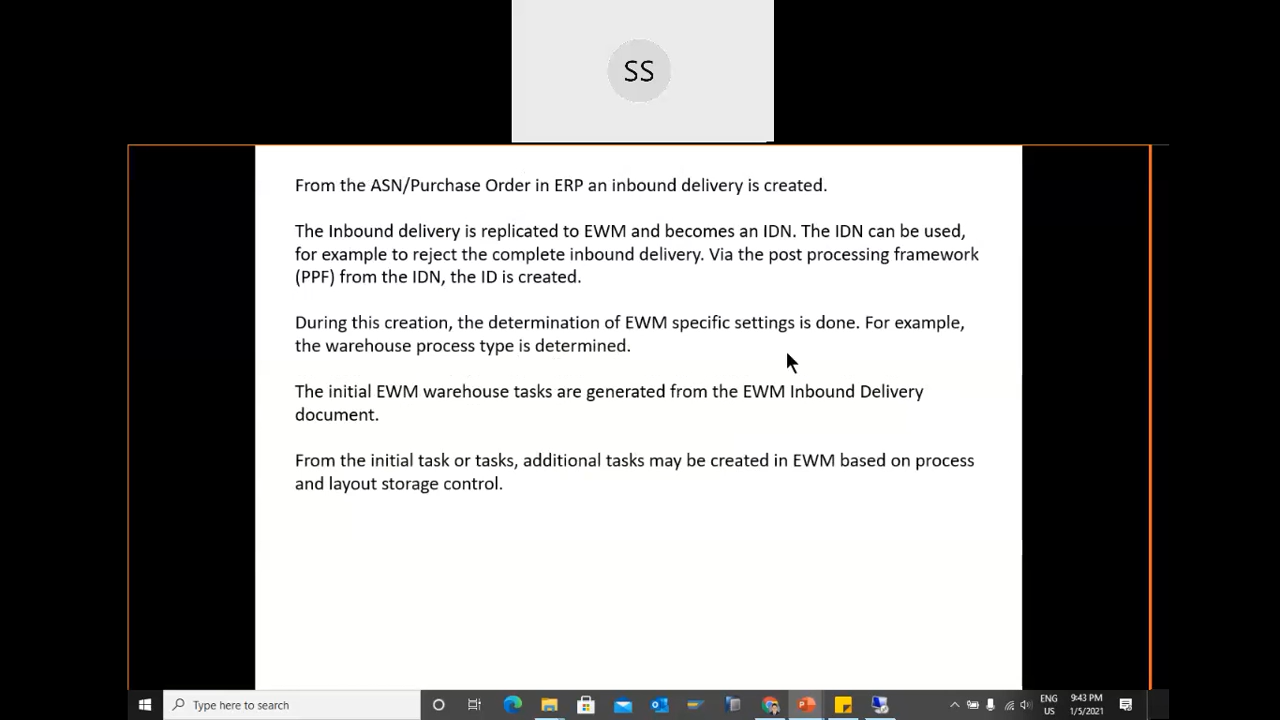 SS
From the ASN/Purchase Order in ERP an inbound delivery is created.
The Inbound delivery is replicated to EWM and becomes an IDN. The IDN can be used,
for example to reject the complete inbound delivery. Via the post processing framework
(PPF) from the IDN, the ID is created.
During this creation, the determination of EWM specific settings is done. For example,
the warehouse process type is determined.
The initial EWM warehouse tasks are generated from the EWM Inbound Delivery
document.
From the initial task or tasks, additional tasks may be created in EWM based on process
and layout storage control.
Type here to search
ENG
US
9:43 PM
1/5/2021